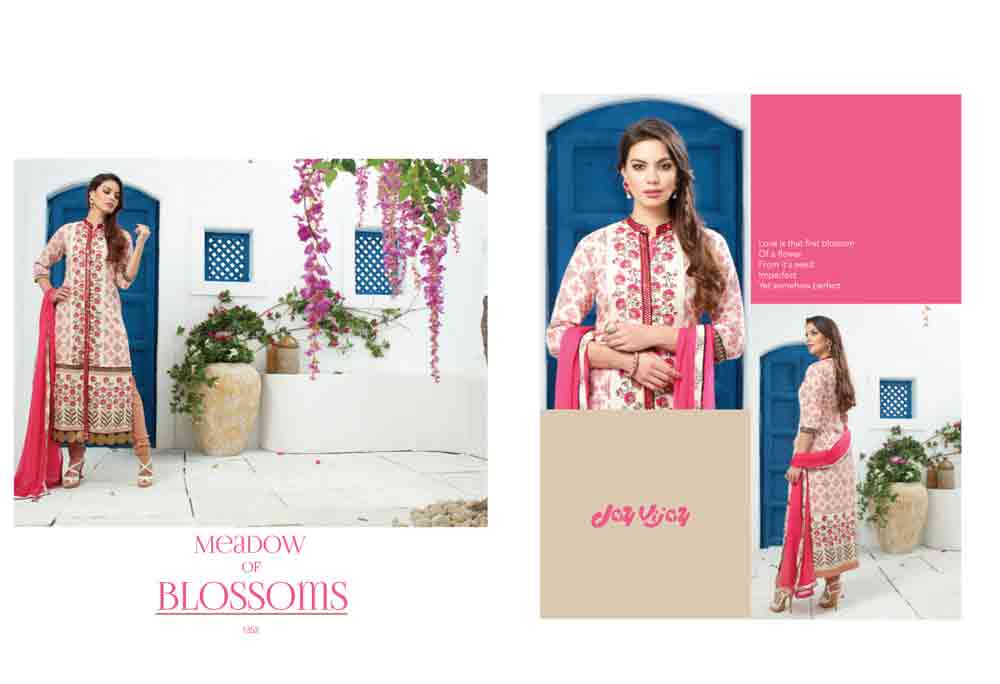 MEADOW
OF
BLOSSOMS
Love is that first blossom
Of a flower
From it's seed
Imperfect
Yet somehow perfect
Jay Vijay